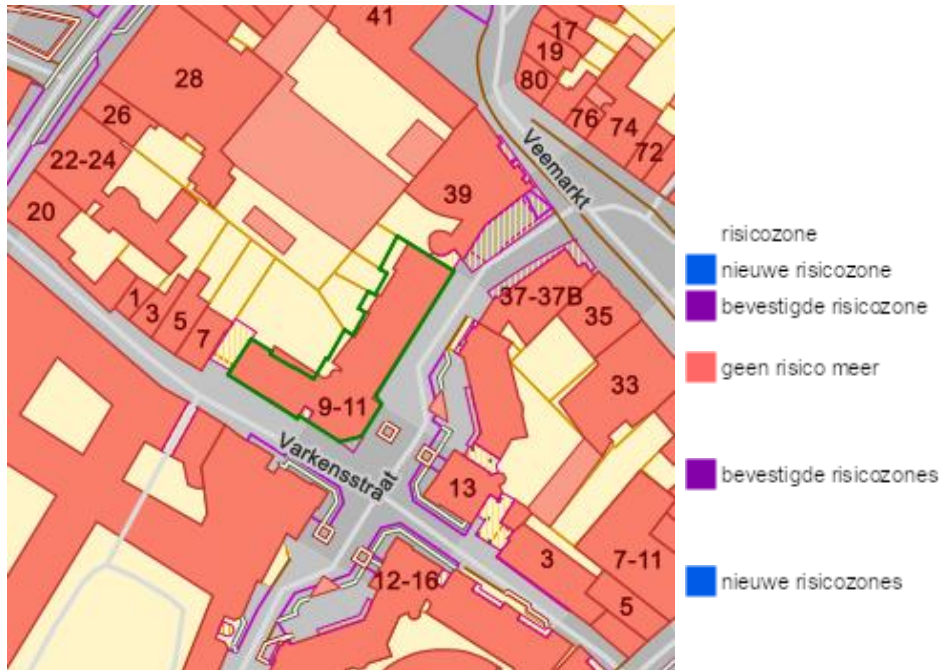 41
17
19
80
28
76
74
72
26
Veemarkt
22-24
39
20
risicozone
nieuwe risicozone
bevestigde risicozone
1
3
5
7
37-37B
35
33
geen risico meer
9-11
Varkensstraat
at
13
bevestigde risicozones
3
7-11
12-16
5
nieuwe risicozones